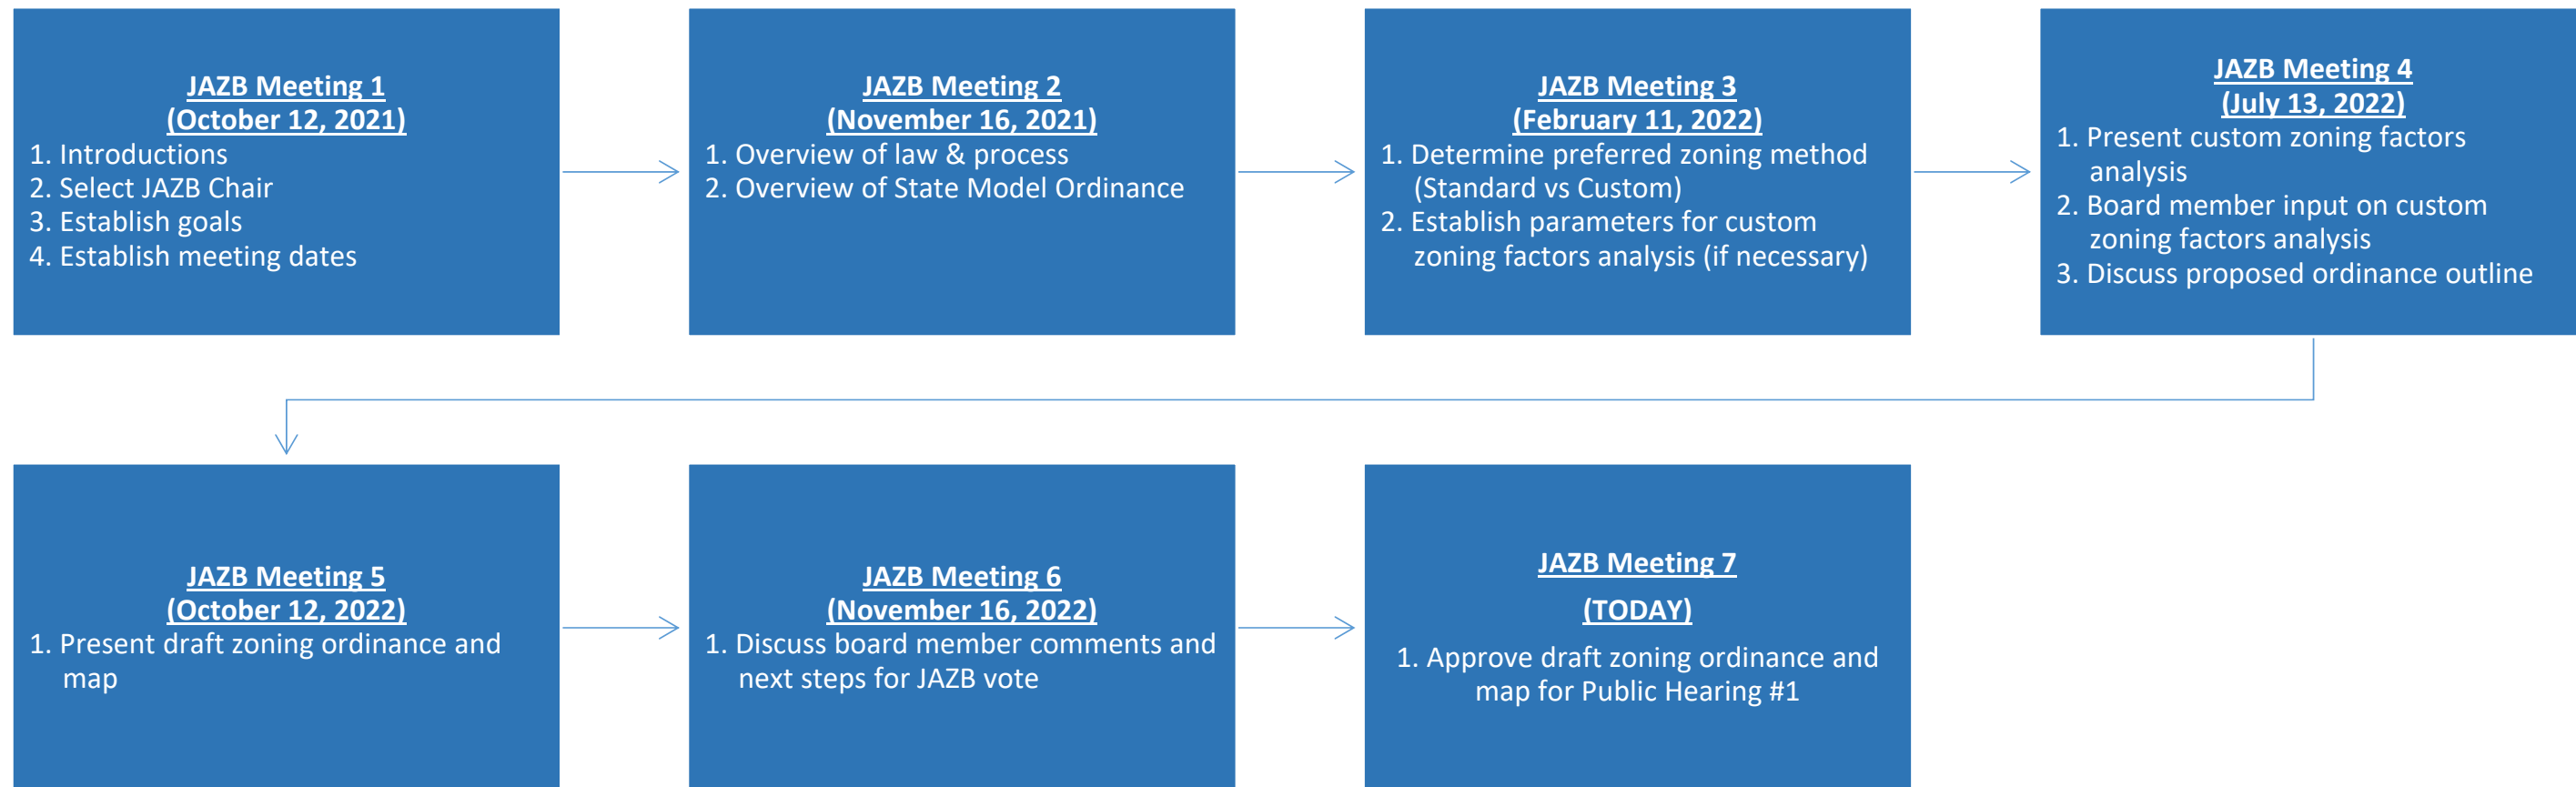 JAZB Meeting 1
(October 12, 2021)
1. Introductions
2. Select JAZB Chair
3. Establish goals
4. Establish meeting dates
JAZB Meeting 2
(November 16, 2021)
1. Overview of law & process
2. Overview of State Model Ordinance
JAZB Meeting 3
(February 11, 2022)
1. Determine preferred zoning method
(Standard vs Custom)
2. Establish parameters for custom
zoning factors analysis (if necessary)
JAZB Meeting 4
(July 13, 2022)
1. Present custom zoning factors
analysis
2. Board member input on custom
zoning factors analysis
3. Discuss proposed ordinance outline
JAZB Meeting 5
(October 12, 2022)
1. Present draft zoning ordinance and
map
JAZB Meeting 6
(November 16, 2022)
1. Discuss board member comments and
next steps for JAZB vote
JAZB Meeting 7
(TODAY)
1. Approve draft zoning ordinance and
map for Public Hearing #1